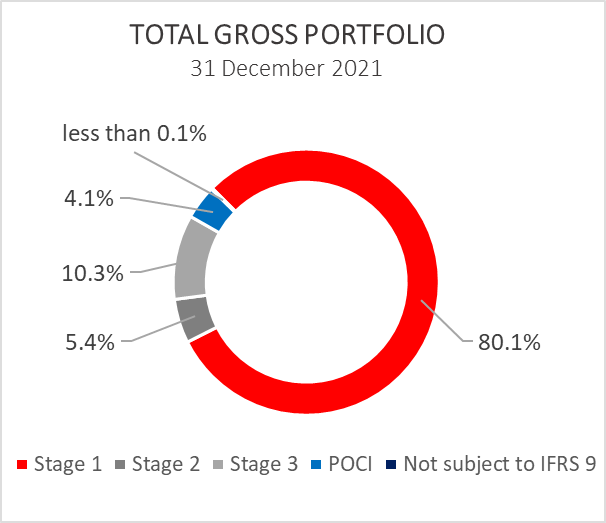 TOTAL GROSS PORTFOLIO
31 December 2021
less than 0.1%
4.1%
10.3%
5.4%
80.1%
Stage 1 Stage 2 Stage 3 POCI Not subject to IFRS 9